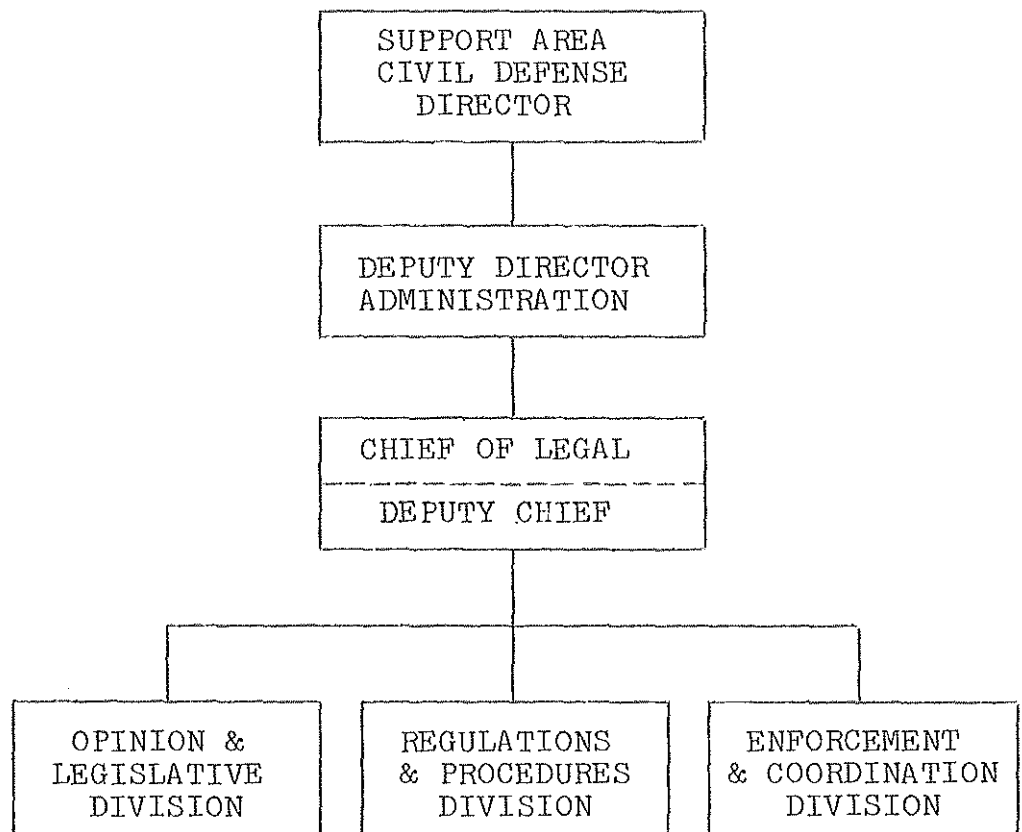 SUPPORT AREA
CIVIL DEFENSE
DIRECTOR
DEPUTY DIRECTOR
ADMINISTRATION
CHIEF OF LEGAL
DEPUTY CHIEF
OPINION &
LEGISLATIVE
DIVISION
REGULATIONS
& PROCEDURES
DIVISION
ENFORCEMENT
& COORDINATION
DIVISION